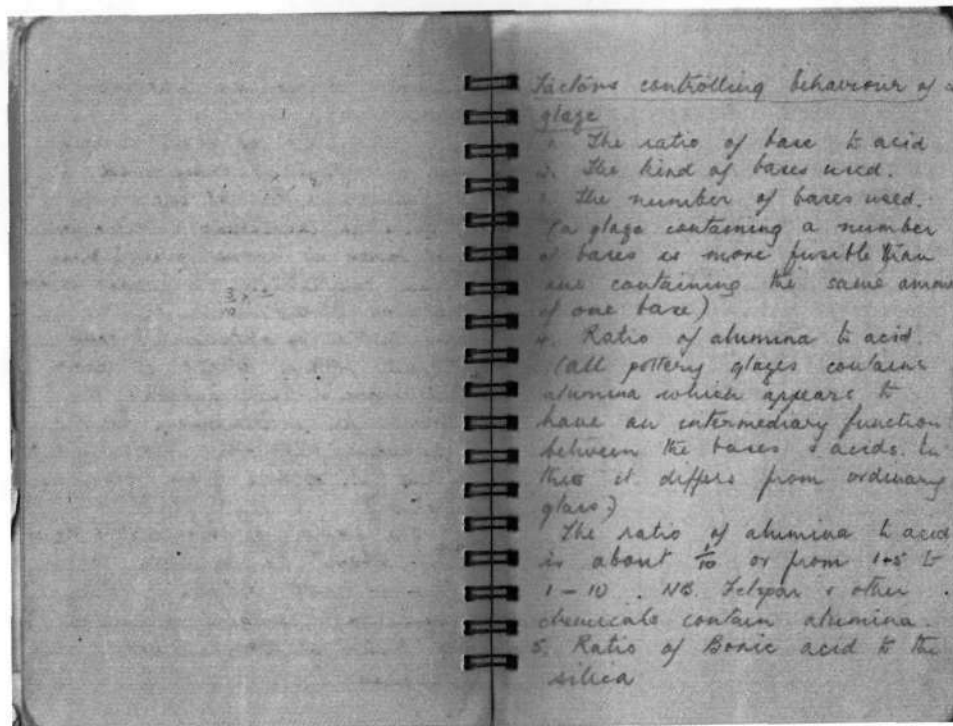 Factors controlling behaviour of a
glaze
1. The ratio of base to acid
2. The kind of bases used.
3. The number of bases used.
(a glaze containing a number
of bases is more fusible than
one containing the same amoun
of one base)
4. Ratio of alumina to acid.
(all pottery glazes contains
alumina which appears to
have an intermediary function
between the bases & acids. In
this it differs from ordinary
glass)
The ratio of alumina to acid
is about 1/10 or from 1-5 to
1 - 10. NB. Felspar & other
chemicals contain alumina.
5. Ratio of Boric acid to the
silica